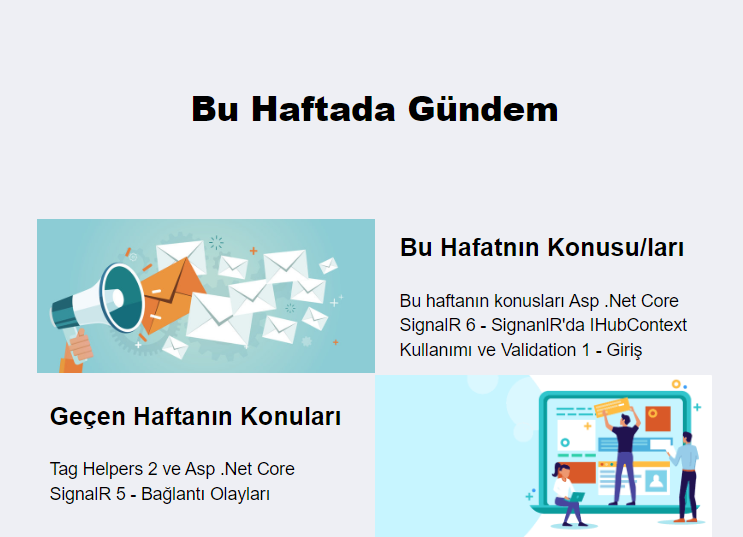 Bu Haftada Gündem
Bu Hafatnın Konusu/ları
Bu haftanın konusları Asp .Net Core
SignalR 6 - SignanlR'da IHubContext
Kullanımı ve Validation 1 - Giriş
Geçen Haftanın Konuları
Tag Helpers 2 ve Asp .Net Core
SignalR 5 - Bağlantı Olayları